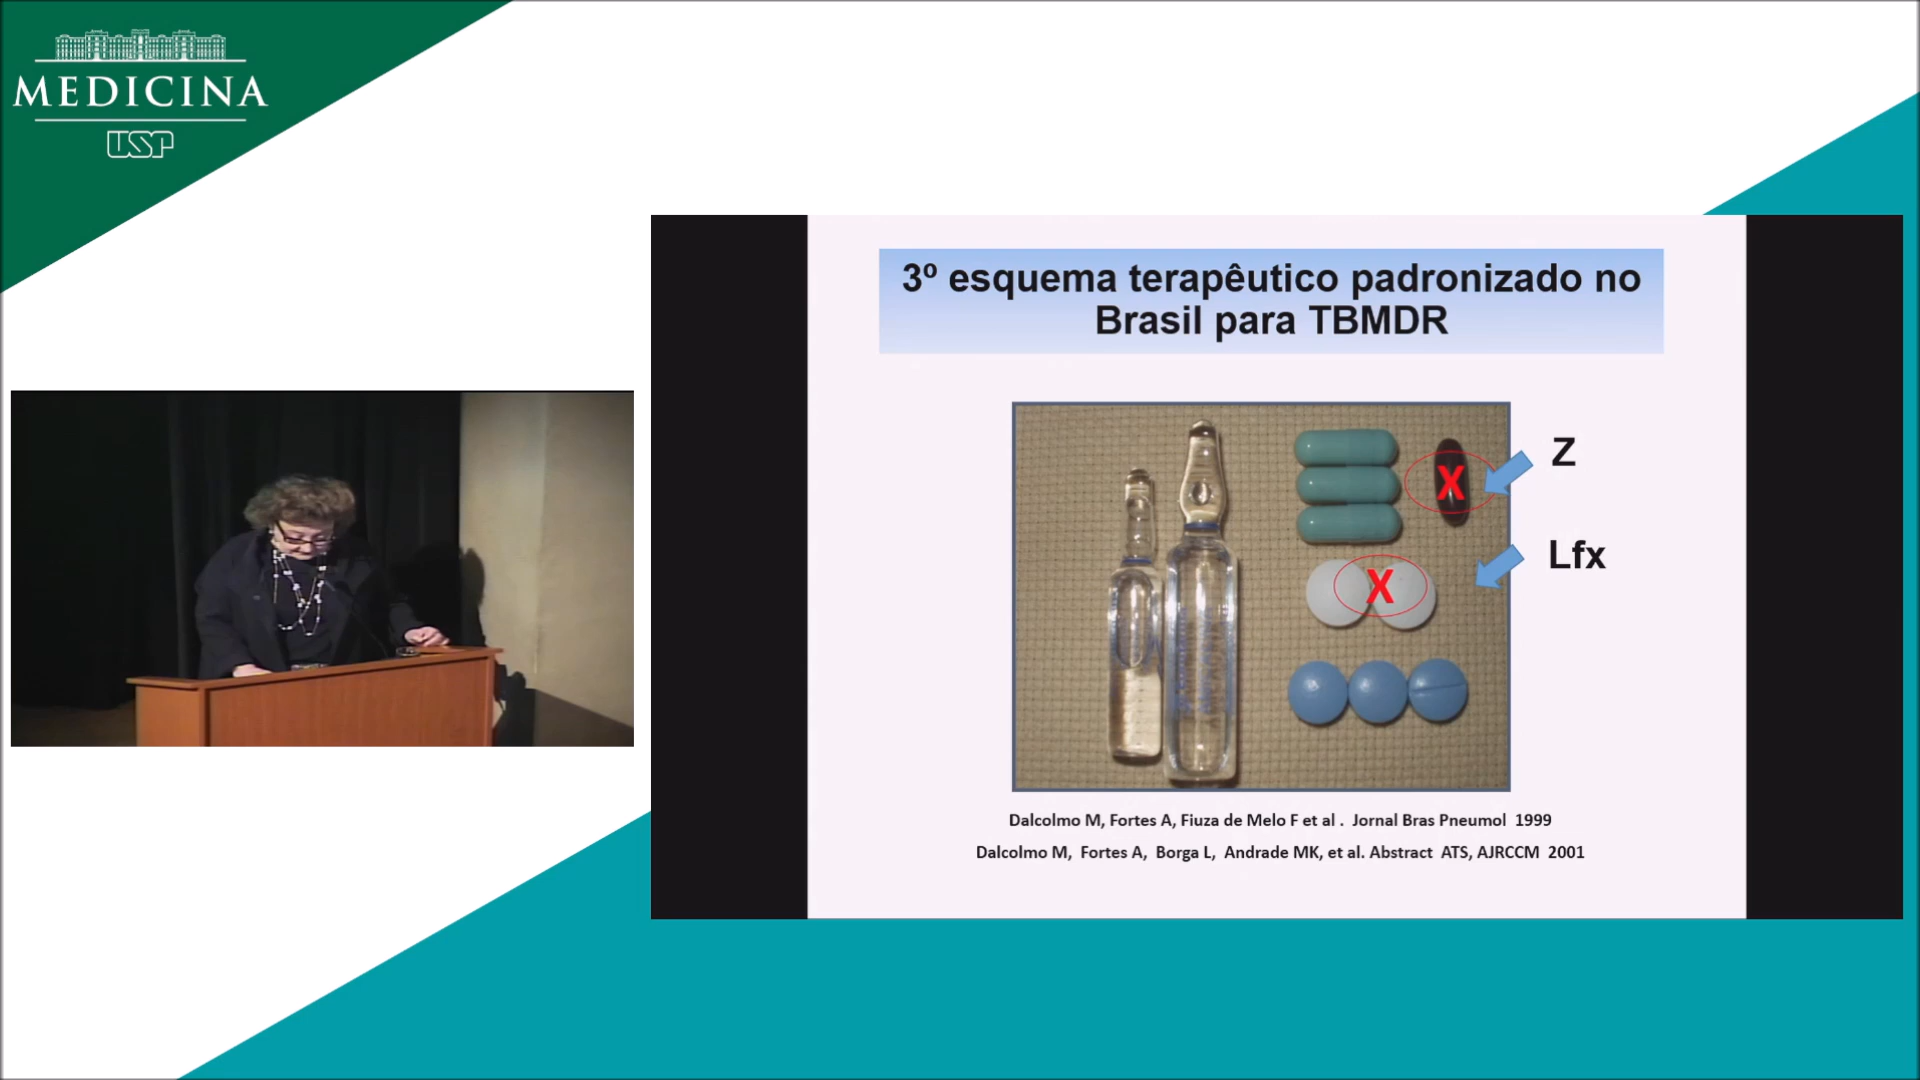 MEDICINA
USP
3º esquema terapêutico padronizado no
Brasil para TBMDR
Z
X
Lfx
X
Dalcolmo M, Fortes A, Fiuza de Melo F et al . Jornal Bras Pneumol 1999
Dalcolmo M, Fortes A, Borga L, Andrade MK, et al. Abstract ATS, AJRCCM 2001